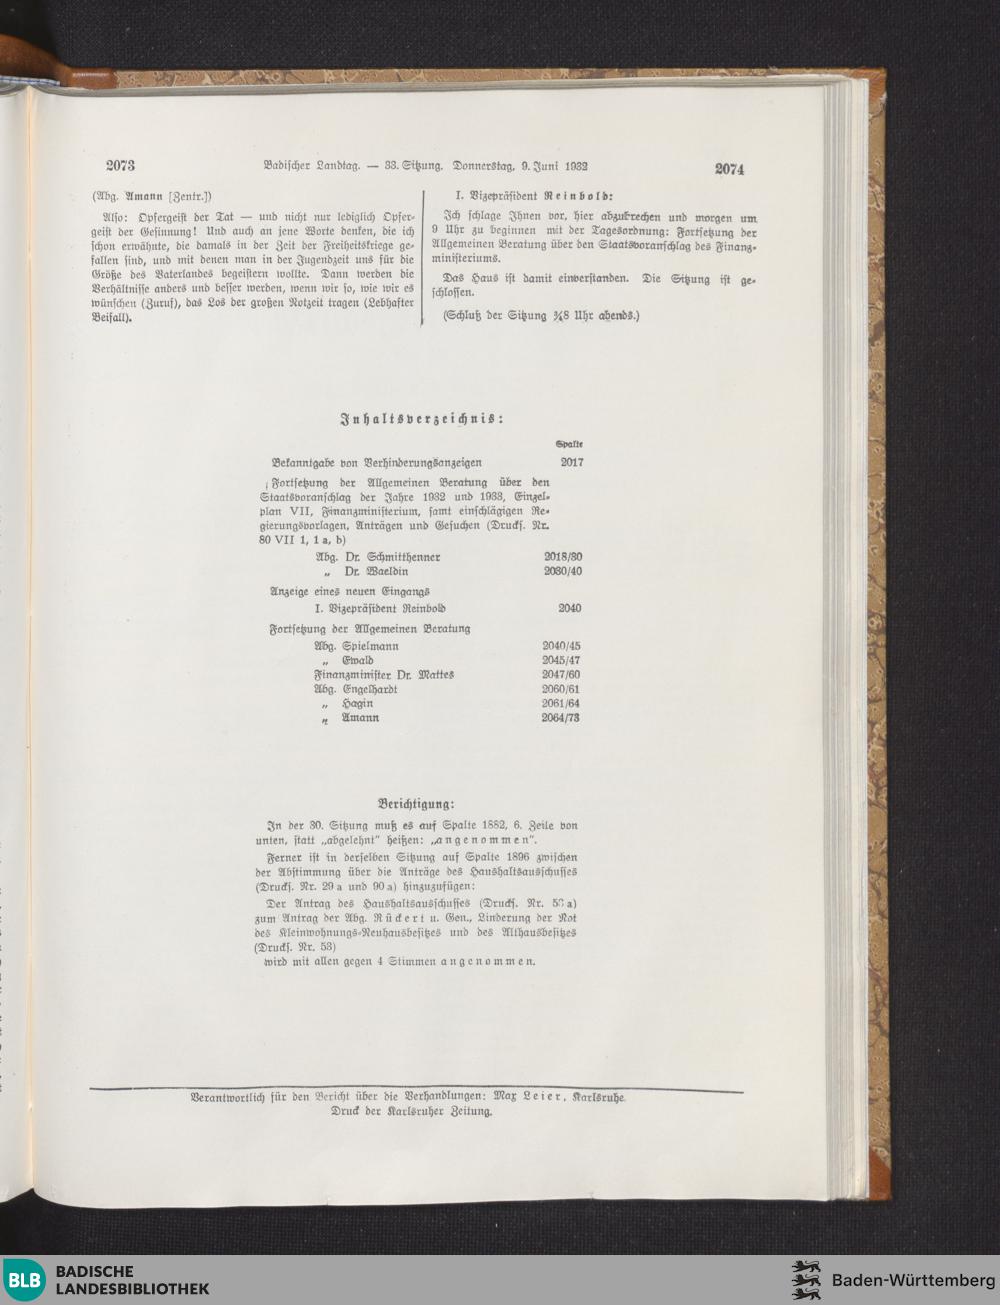 2073
Badischer Landtag. — 33. Sitzung. Donnerstag, 9. Juni 1932
2074
(Abg. Amann [Zentr.])
Also: Opfergeist der Tat — und nicht nur lediglich Opfer-
geist der Gesinnung! Und auch an jene Worte denken, die ich
schon erwähnte, die damals in der Zeit der Freiheitskriege ge-
fallen sind, und mit denen man in der Jugendzeit uns für die
Größe des Vaterlandes begeistern wollte. Dann werden die
Verhältnisse anders und besser werden, wenn wir so, wie wir es
wünschen (Zuruf), das Los der großen Notzeit tragen (Lebhafter
Beifall).
I. Vizepräsident Reinbold:
Ich schlage Ihnen vor, hier abzubrechen und morgen um
9 Uhr zu beginnen mit der Tagesordnung: Fortsetzung der
Allgemeinen Beratung über den Staatsvoranschlag des Finanz-
ministeriums.
Das Haus ist damit einverstanden. Die Sitzung ist ge-
schlossen.
(Schluß der Sitzung ¾8 Uhr abends.)
Inhaltsverzeichnis:
Spalte
Bekanntgabe von Verhinderungsanzeigen 2017
Fortsetzung der Allgemeinen Beratung über den
Staatsvoranschlag der Jahre 1932 und 1933, Einzel-
plan VII, Finanzministerium, samt einschlägigen Re-
gierungsvorlagen, Anträgen und Gesuchen (Drucks. Nr.
80 VII 1, 1 a, b)
Abg. Dr. Schmitthenner 2018/30
„ Dr. Waeldin 2030/40
Anzeige eines neuen Eingangs
I. Vizepräsident Reinbold 2040
Fortsetzung der Allgemeinen Beratung
Abg. Spielmann 2040/45
„ Ewald 2045/47
Finanzminister Dr. Mattes 2047/60
Abg. Engelhardt 2060/61
„ Hagin 2061/64
„ Amann 2064/73
Berichtigung:
In der 30. Sitzung muß es auf Spalte 1882, 6. Zeile von
unten, statt „abgelehnt" heißen: „angenommen".
Ferner ist in derselben Sitzung auf Spalte 1896 zwischen
der Abstimmung über die Anträge des Haushaltsausschusses
(Drucks. Nr. 29 a und 90 a) hinzuzufügen:
Der Antrag des Haushaltsausschusses (Drucks. Nr. a)
zum Antrag der Abg. Rückert u. Gen., Linderung der Not
des Kleinwohnungs-Neuhausbesitzes und des Althausbesitzes
(Drucks. Nr. 53)
wird mit allen gegen 4 Stimmen angenommen.
Verantwortlich für den Bericht über die Verhandlungen: Max Leier, Karlsruhe.
Druck der Karlsruher Zeitung.
BLB
BADISCHE
LANDESBIBLIOTHEK
Baden-Württemberg